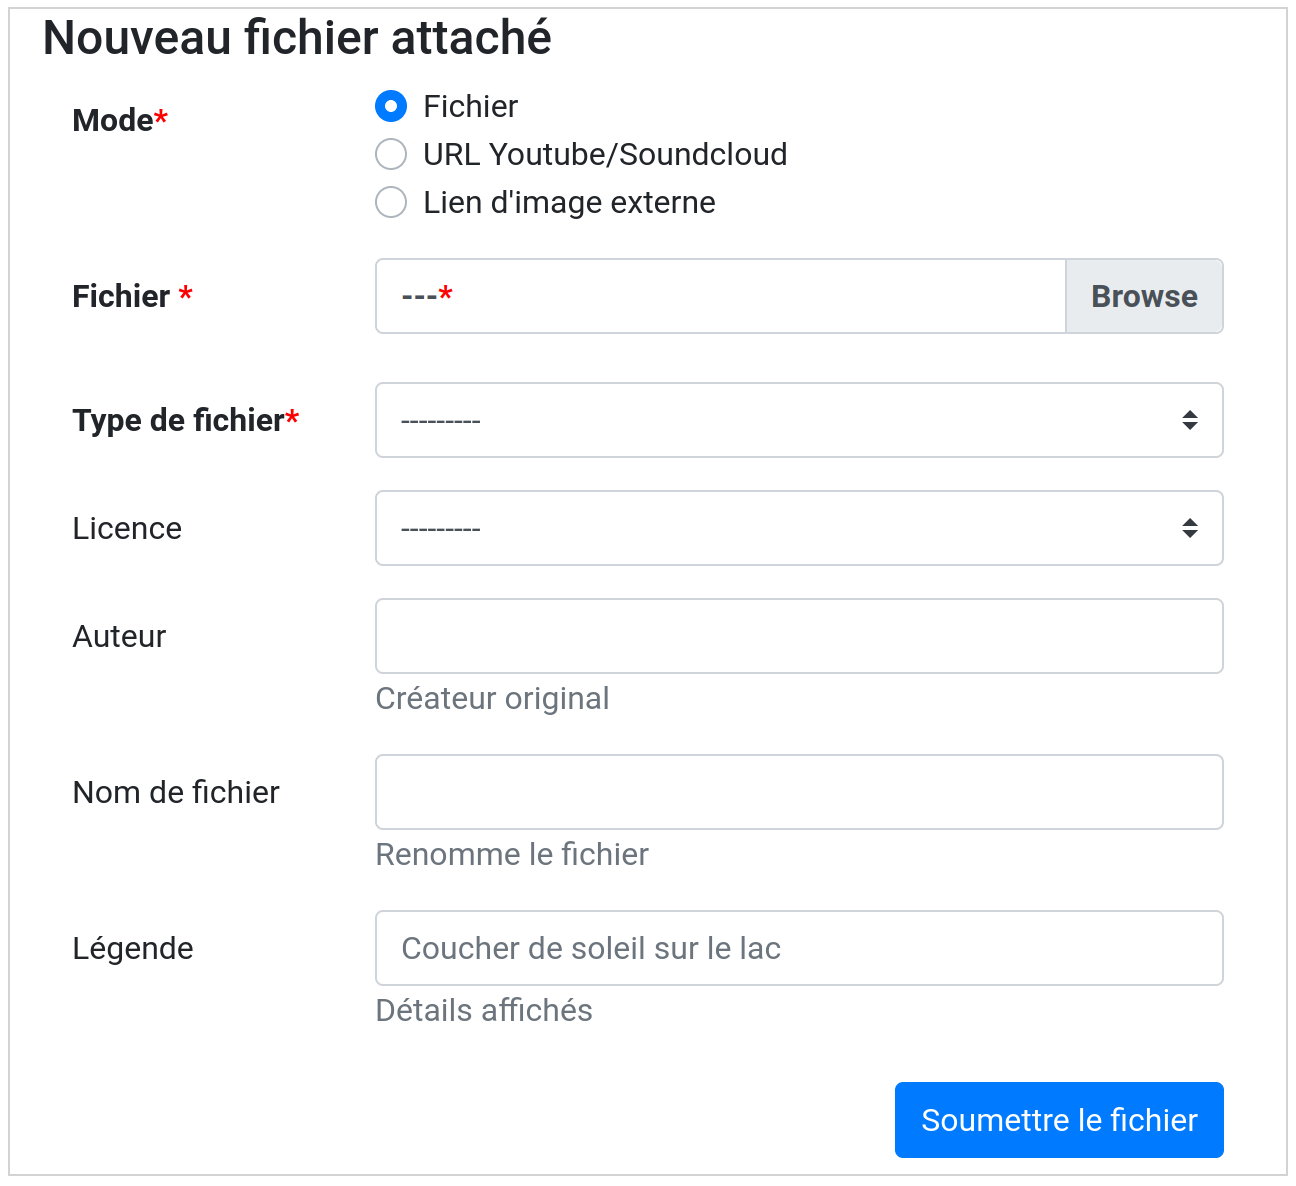 Nouveau fichier attaché
Mode*
Fichier
URL Youtube/Soundcloud
Lien d'image externe
Fichier *
---*
Browse
Type de fichier*
---------
Licence
---------
Auteur
Créateur original
Nom de fichier
Renomme le fichier
Légende
Coucher de soleil sur le lac
Détails affichés
Soumettre le fichier